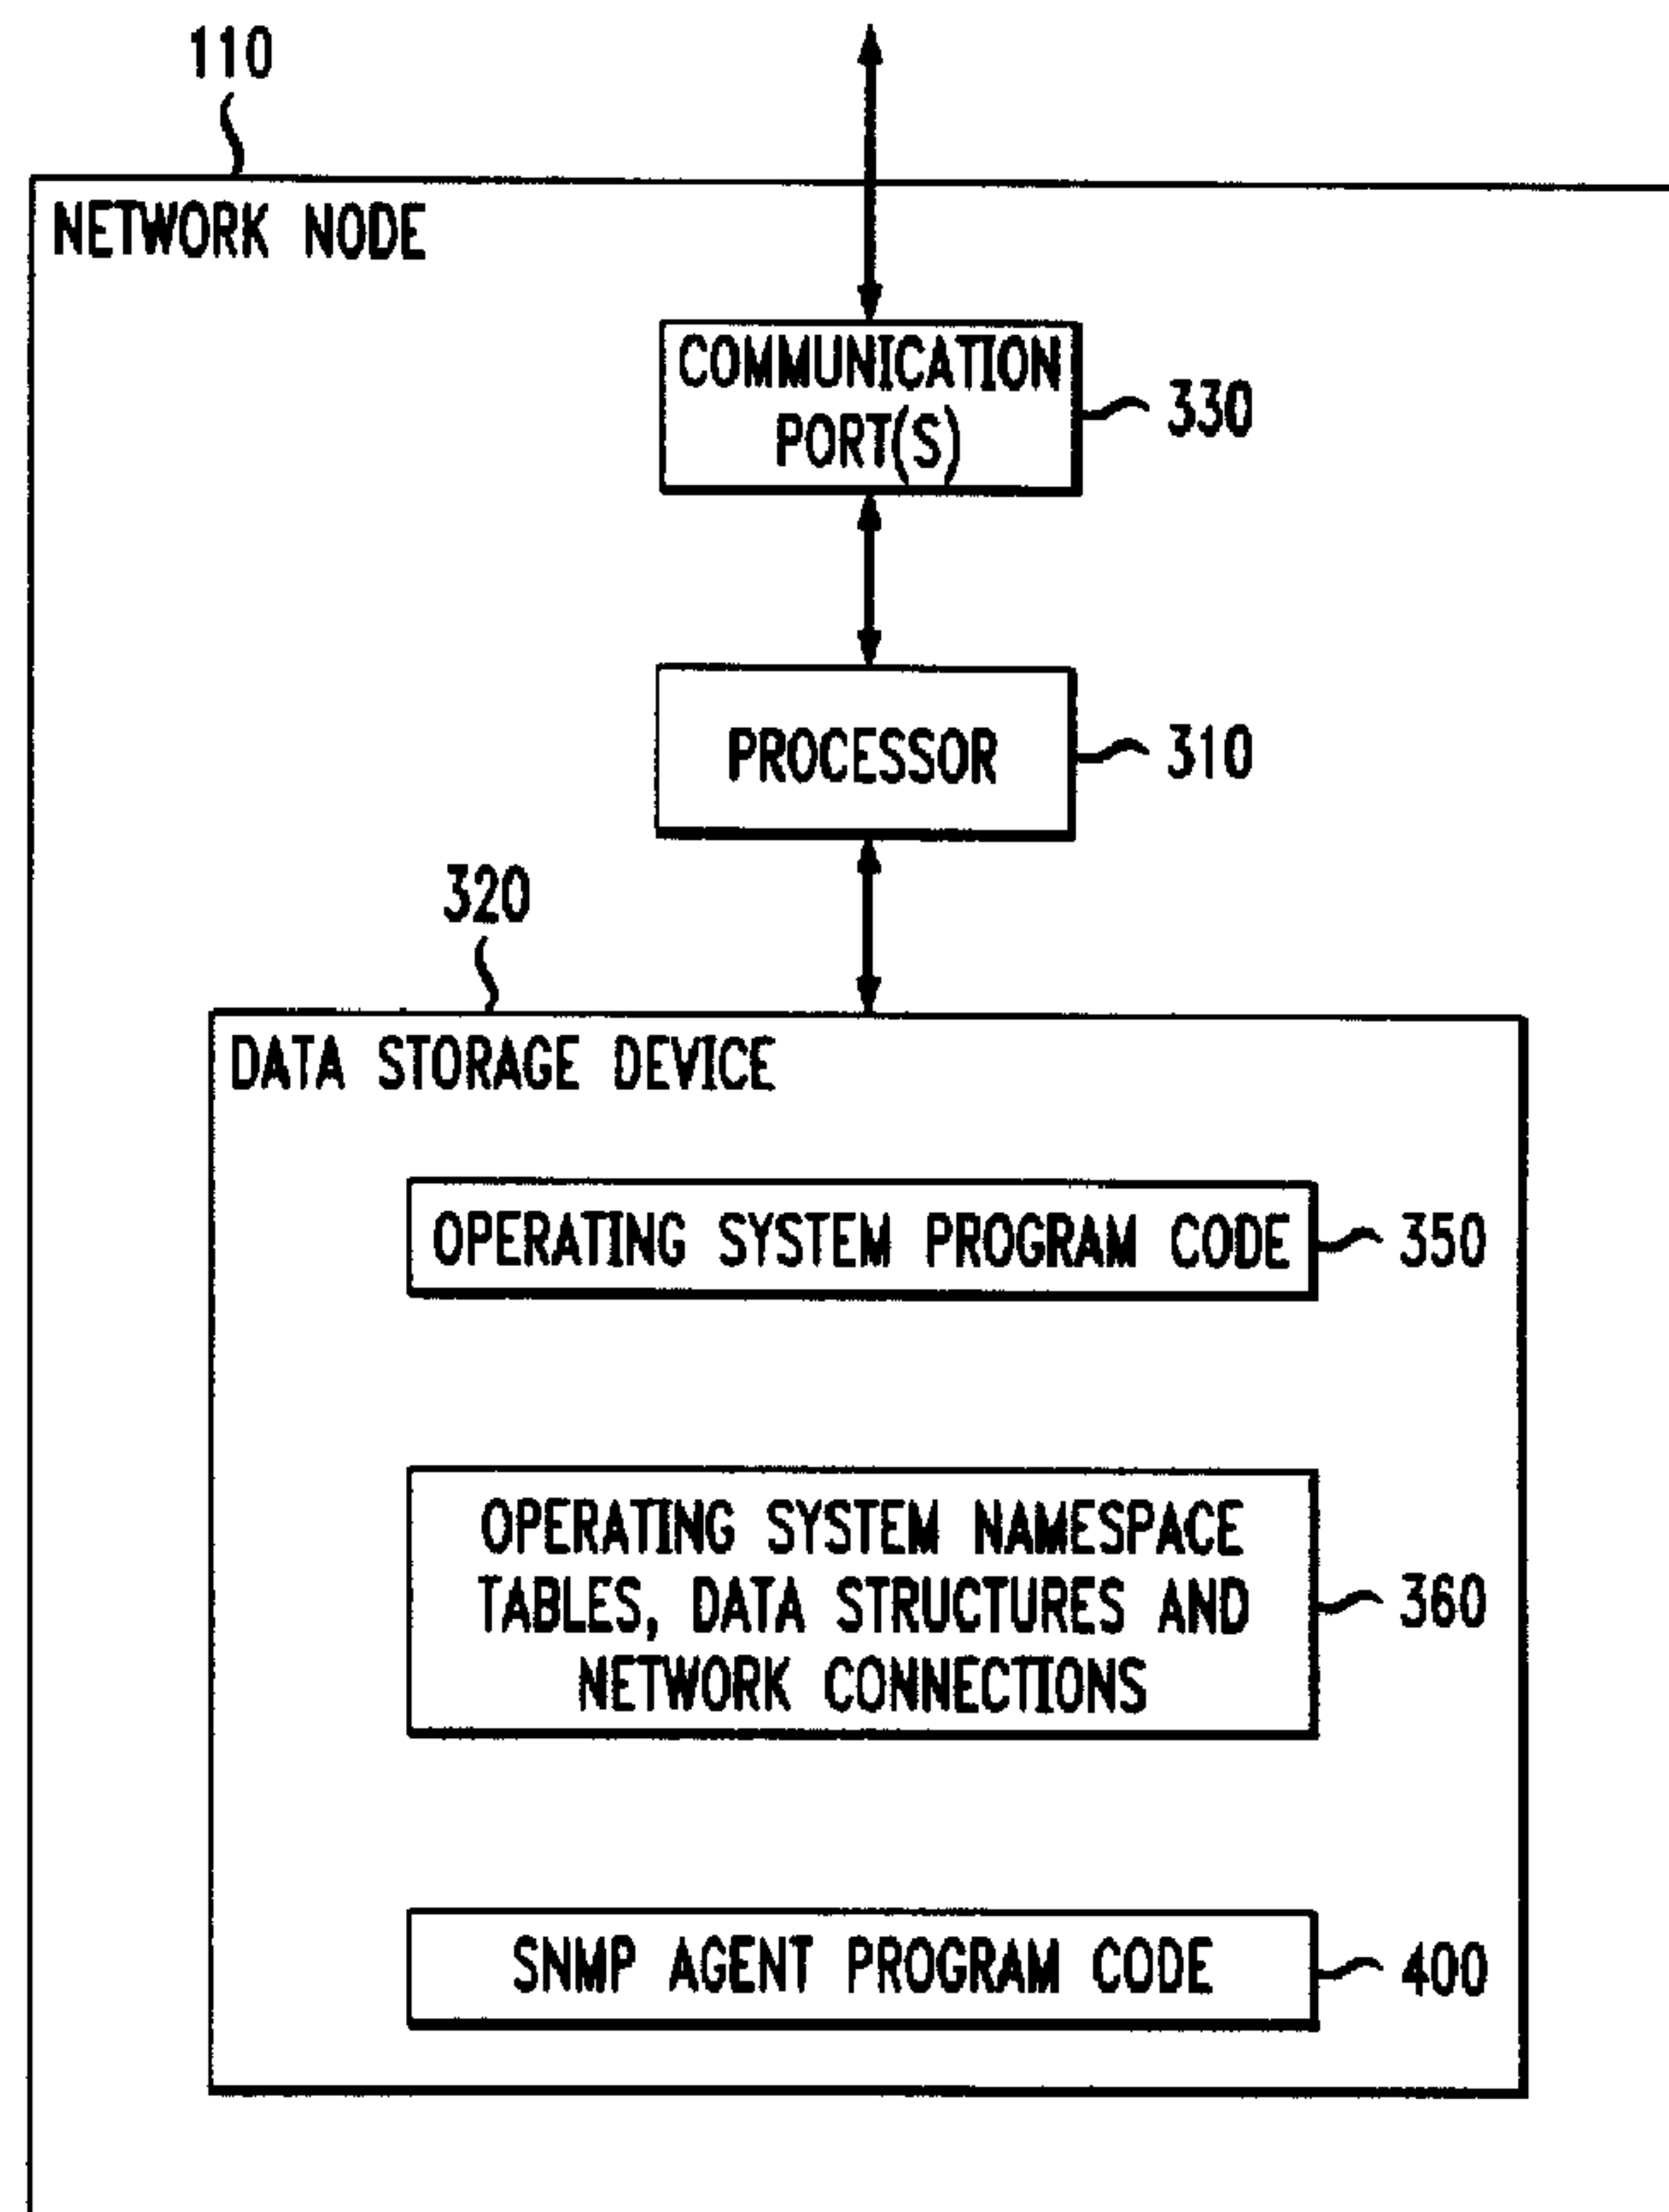 110
NETWORK NODE
COMMUNICATION
PORT(S)
330
PROCESSOR
310
320
DATA STORAGE DEVICE
OPERATING SYSTEM PROGRAM CODE
350
OPERATING SYSTEM NAMESPACE
TABLES, DATA STRUCTURES AND
NETWORK CONNECTIONS
360
SNMP AGENT PROGRAM CODE
400